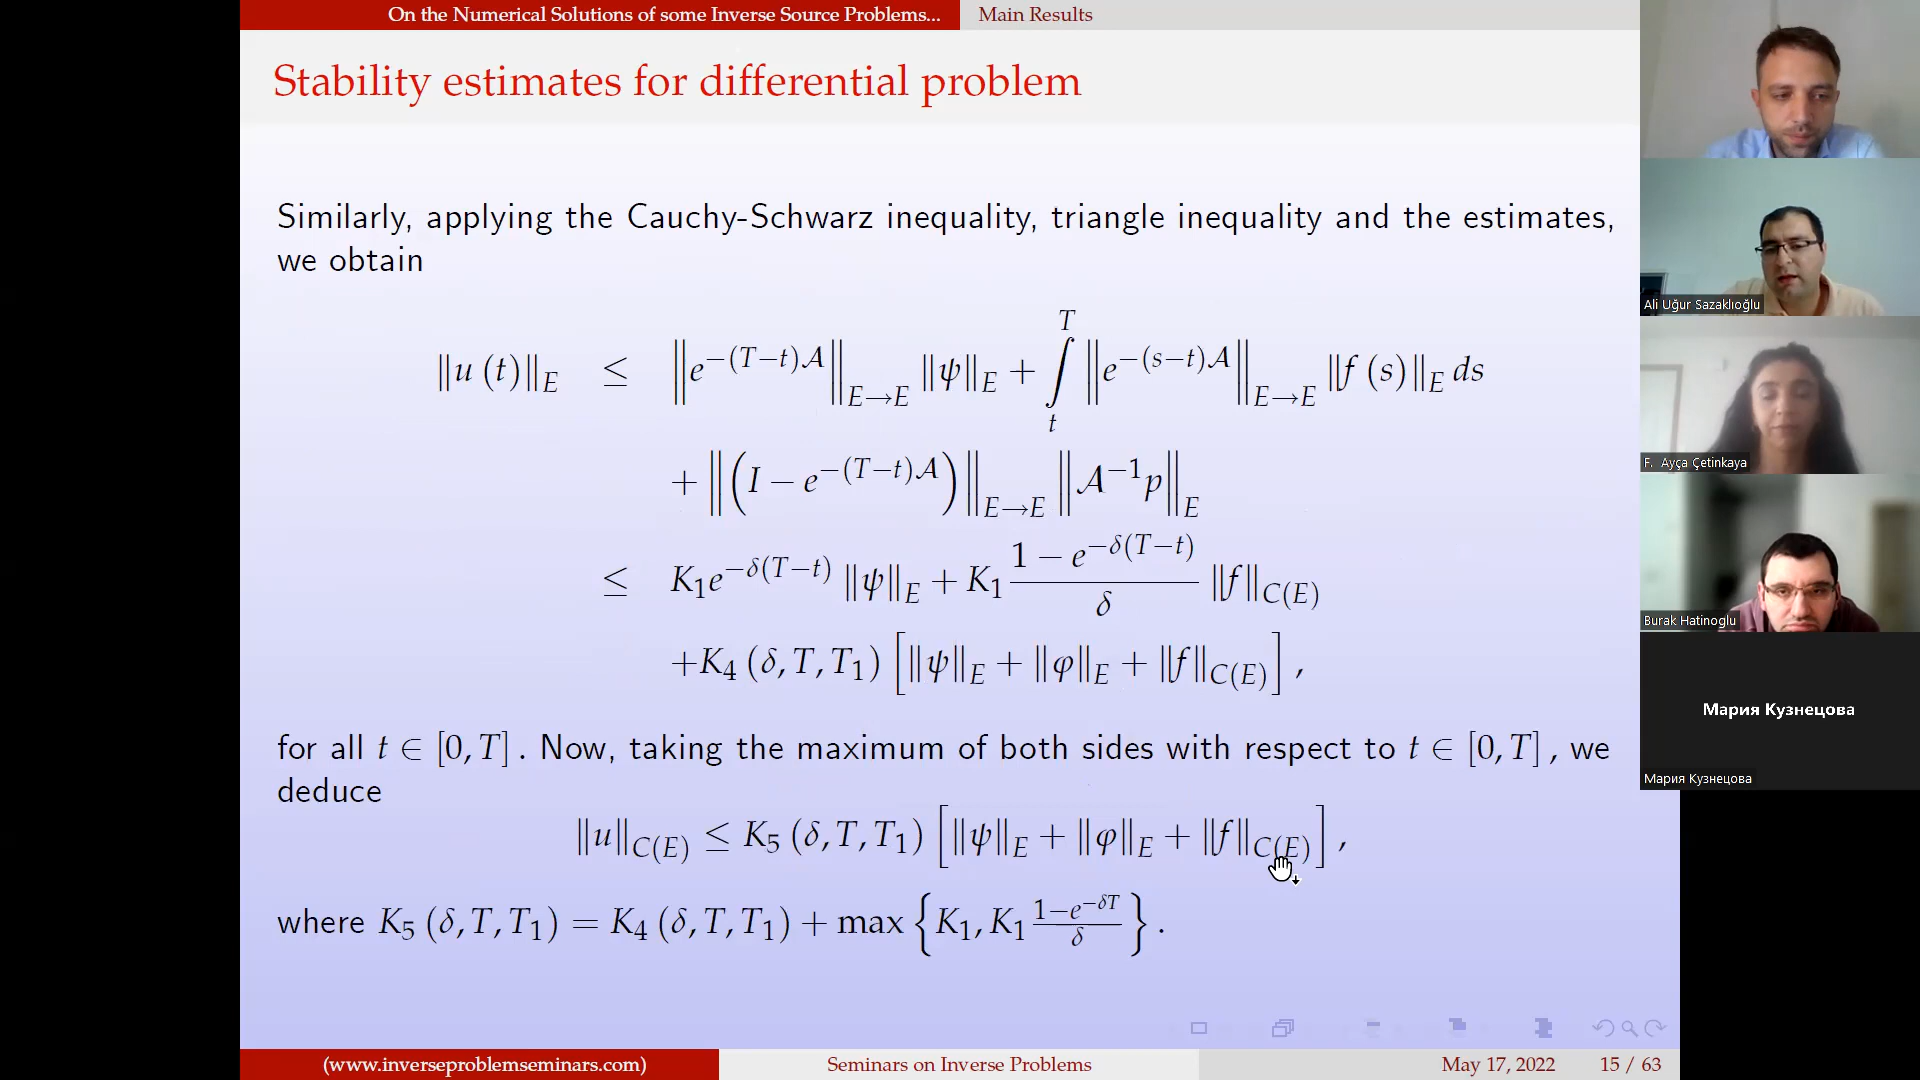 On the Numerical Solutions of some Inverse Source Problems...
Main Results
Stability estimates for differential problem
Similarly, applying the Cauchy-Schwarz inequality, triangle inequality and the estimates,
we obtain
‖u (t)‖_E ≤ ‖e^{−(T−t)𝒜}‖_{E→E} ‖ψ‖_E + ∫_t^T ‖e^{−(s−t)𝒜}‖_{E→E} ‖f (s)‖_E ds
+ ‖(I − e^{−(T−t)𝒜})‖_{E→E} ‖𝒜^{−1}p‖_E
≤ K_1e^{−δ(T−t)} ‖ψ‖_E + K_1 \frac{1 − e^{−δ(T−t)}}{δ} ‖f‖_{C(E)}
+K_4 (δ, T, T_1) [‖ψ‖_E + ‖φ‖_E + ‖f‖_{C(E)}] ,
for all t ∈ [0, T] . Now, taking the maximum of both sides with respect to t ∈ [0, T] , we
deduce
‖u‖_{C(E)} ≤ K_5 (δ, T, T_1) [‖ψ‖_E + ‖φ‖_E + ‖f‖_{C(E)}] ,
where K_5 (δ, T, T_1) = K_4 (δ, T, T_1) + max {K_1, K_1 \frac{1−e^{−δT}}{δ}} .
(www.inverseproblemseminars.com)
Seminars on Inverse Problems
May 17, 2022
15 / 63
Ali Uğur Sazaklıoğlu
F. Ayça Çetinkaya
Burak Hatinoglu
Мария Кузнецова
Мария Кузнецова